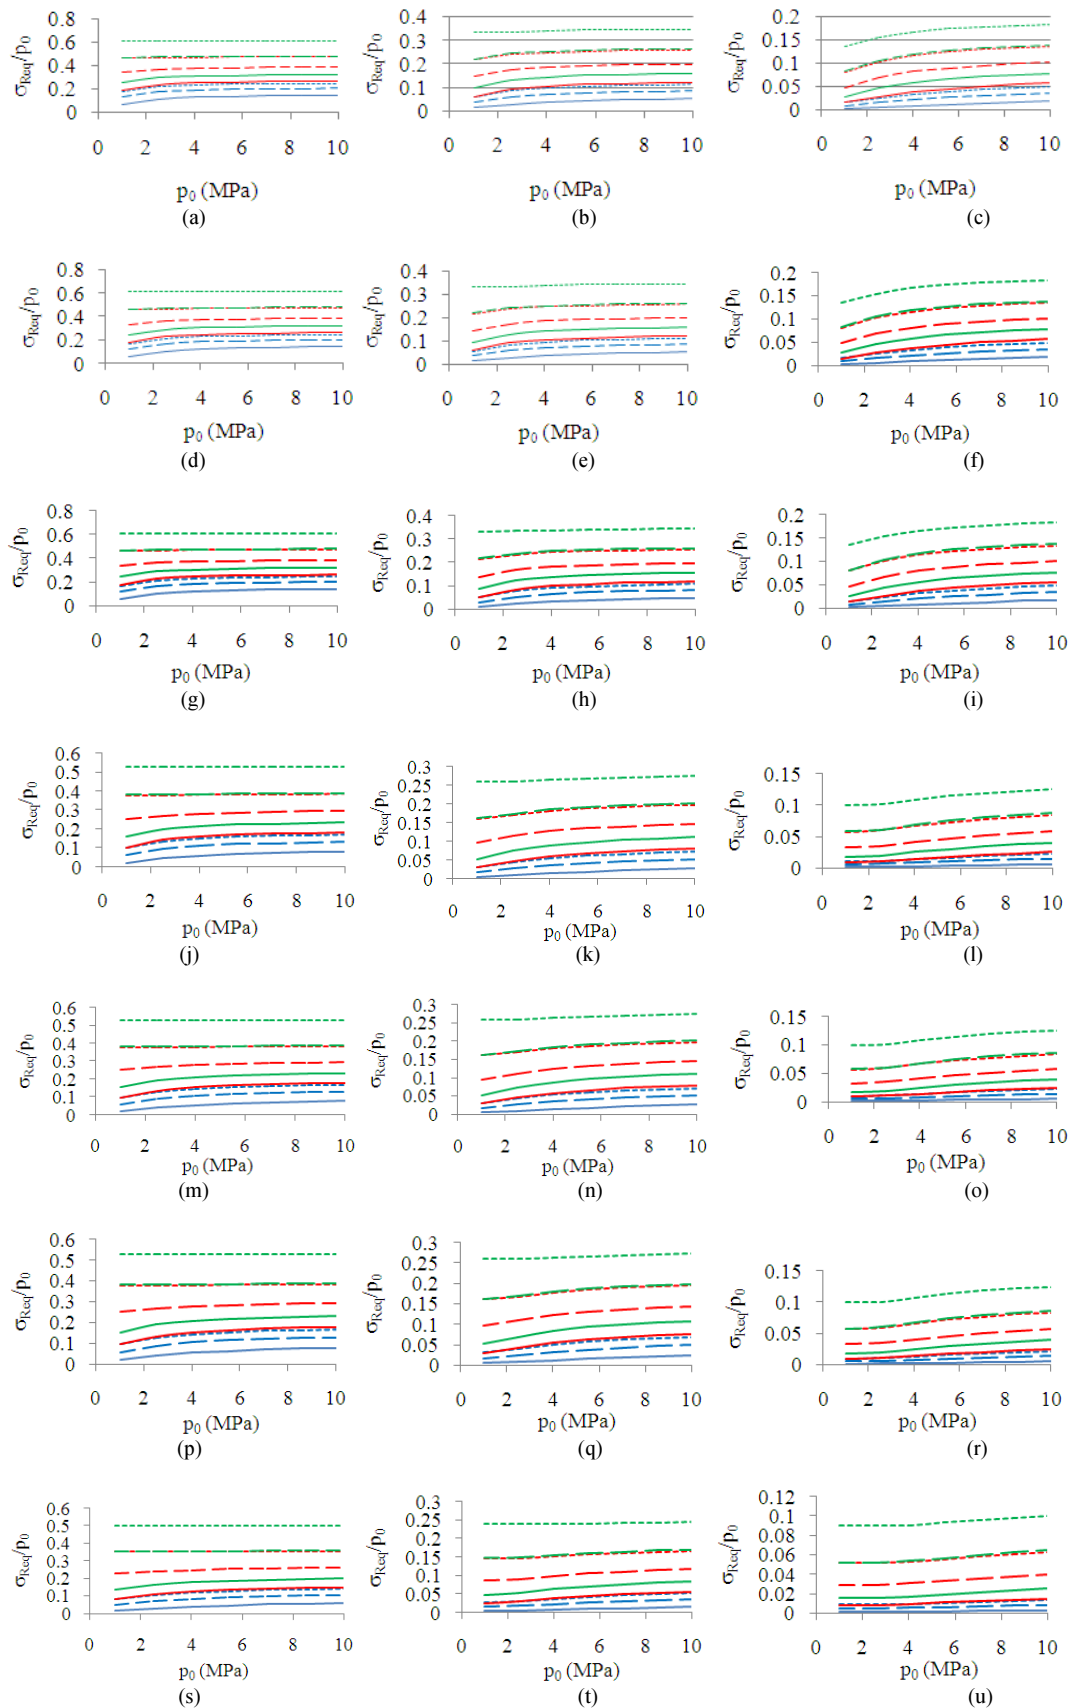 σReq/p0
0.8
0.6
0.4
0.2
0
0 2 4 6 8 10
p0 (MPa)
(a)
σReq/p0
0.4
0.3
0.2
0.1
0
0 2 4 6 8 10
p0 (MPa)
(b)
σReq/p0
0.2
0.15
0.1
0.05
0
0 2 4 6 8 10
p0 (MPa)
(c)
σReq/p0
0.8
0.6
0.4
0.2
0
0 2 4 6 8 10
p0 (MPa)
(d)
σReq/p0
0.4
0.3
0.2
0.1
0
0 2 4 6 8 10
p0 (MPa)
(e)
σReq/p0
0.2
0.15
0.1
0.05
0
0 2 4 6 8 10
p0 (MPa)
(f)
σReq/p0
0.8
0.6
0.4
0.2
0
0 2 4 6 8 10
p0 (MPa)
(g)
σReq/p0
0.4
0.3
0.2
0.1
0
0 2 4 6 8 10
p0 (MPa)
(h)
σReq/p0
0.2
0.15
0.1
0.05
0
0 2 4 6 8 10
p0 (MPa)
(i)
σReq/p0
0.6
0.5
0.4
0.3
0.2
0.1
0
0 2 4 6 8 10
p0 (MPa)
(j)
σReq/p0
0.3
0.25
0.2
0.15
0.1
0.05
0
0 2 4 6 8 10
p0 (MPa)
(k)
σReq/p0
0.15
0.1
0.05
0
0 2 4 6 8 10
p0 (MPa)
(l)
σReq/p0
0.6
0.5
0.4
0.3
0.2
0.1
0
0 2 4 6 8 10
p0 (MPa)
(m)
σReq/p0
0.3
0.25
0.2
0.15
0.1
0.05
0
0 2 4 6 8 10
p0 (MPa)
(n)
σReq/p0
0.15
0.1
0.05
0
0 2 4 6 8 10
p0 (MPa)
(o)
σReq/p0
0.6
0.5
0.4
0.3
0.2
0.1
0
0 2 4 6 8 10
p0 (MPa)
(p)
σReq/p0
0.3
0.25
0.2
0.15
0.1
0.05
0
0 2 4 6 8 10
p0 (MPa)
(q)
σReq/p0
0.15
0.1
0.05
0
0 2 4 6 8 10
p0 (MPa)
(r)
σReq/p0
0.6
0.5
0.4
0.3
0.2
0.1
0
0 2 4 6 8 10
p0 (MPa)
(s)
σReq/p0
0.3
0.25
0.2
0.15
0.1
0.05
0
0 2 4 6 8 10
p0 (MPa)
(t)
σReq/p0
0.12
0.1
0.08
0.06
0.04
0.02
0
0 2 4 6 8 10
p0 (MPa)
(u)